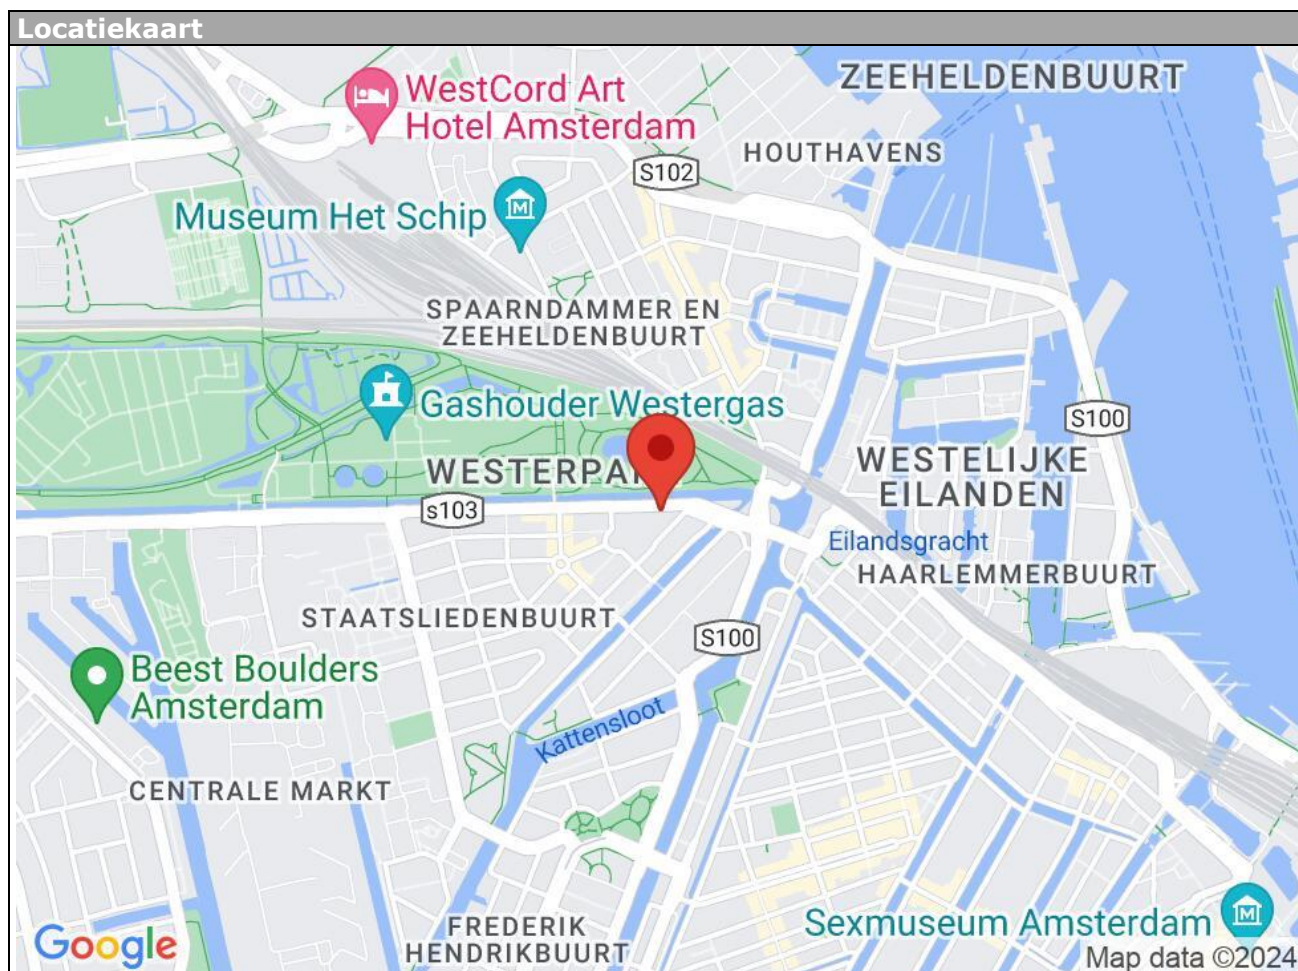 Locatiekaart
ZEEHELDENBUURT
WestCord Art
Hotel Amsterdam
HOUTHAVENS
S102
Museum Het Schip
SPAARNDAMMER EN
ZEEHELDENBUURT
Gashouder Westergas
S100
WESTERPA
WESTELIJKE
EILANDEN
s103
Eilandsgracht
HAARLEMMERBUURT
STAATSLIEDENBUURT
S100
Beest Boulders
Amsterdam
Kattensloot
CENTRALE MARKT
Sexmuseum Amsterdam
FREDERIK
HENDRIKBUURT
Google
Map data ©2024